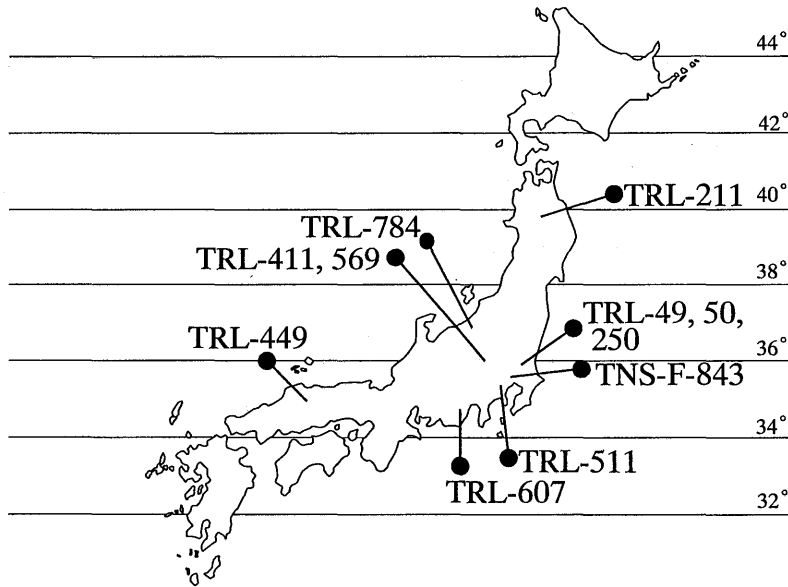 44°
42°
40°
TRL-211
TRL-784
TRL-411, 569
38°
TRL-49, 50,
250
TRL-449
36°
TNS-F-843
34°
TRL-511
TRL-607
32°